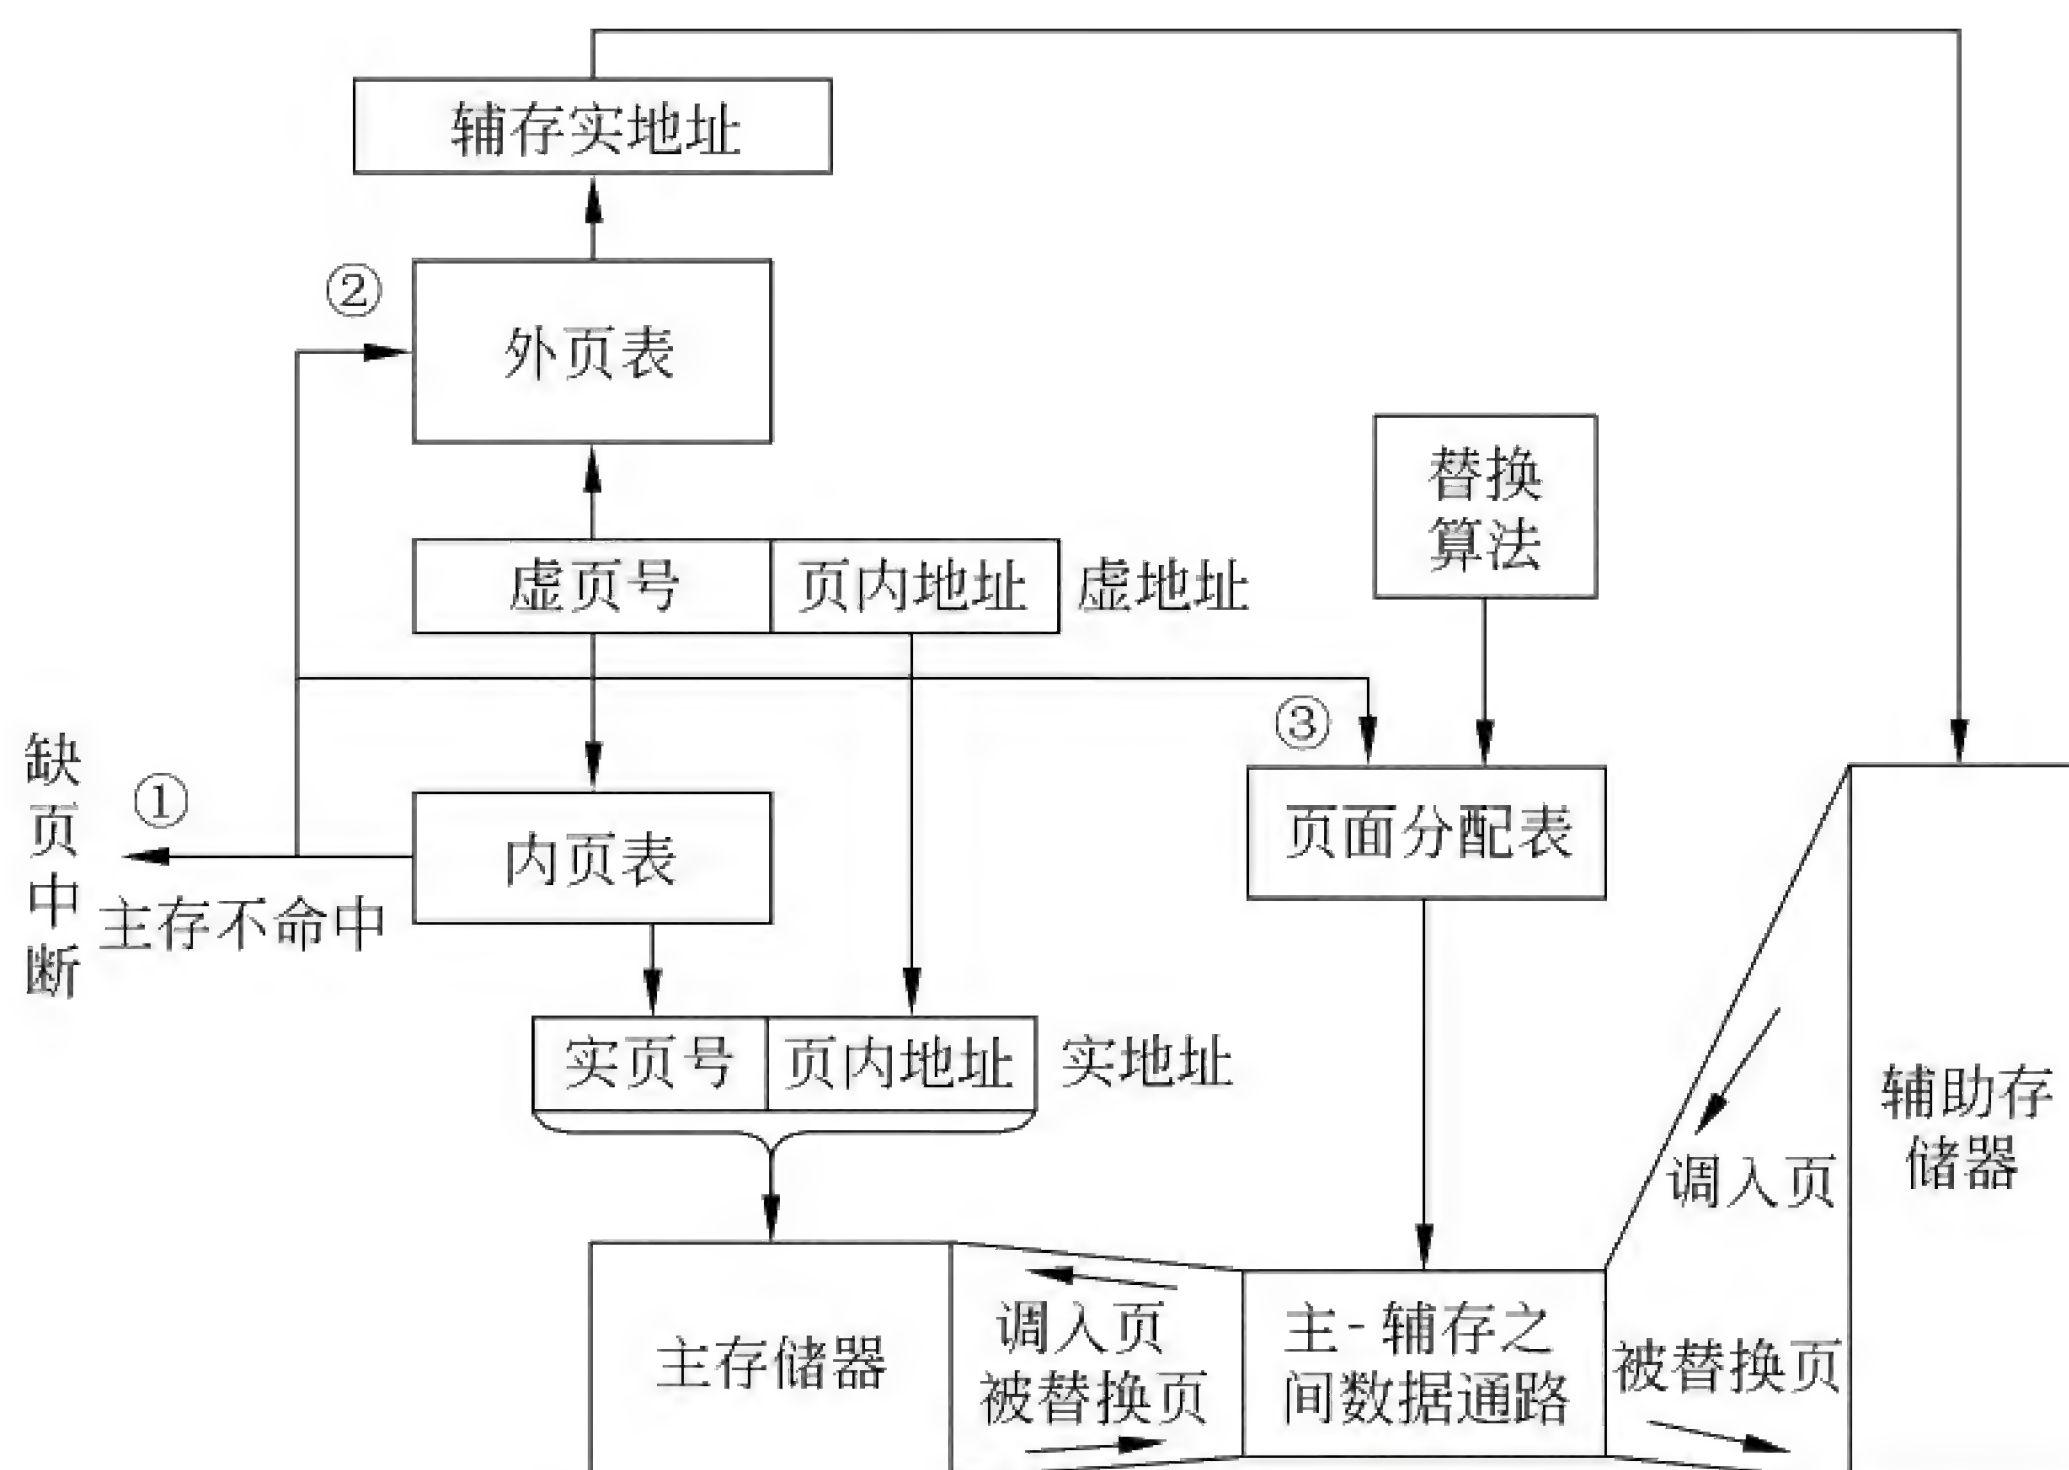 辅存实地址
②
外页表
替换
算法
虚页号
页内地址
虚地址
③
缺页中断
①
内页表
主存不命中
页面分配表
实页号
页内地址
实地址
辅助存
储器
调入页
主存储器
调入页
被替换页
主-辅存之
间数据通路
被替换页